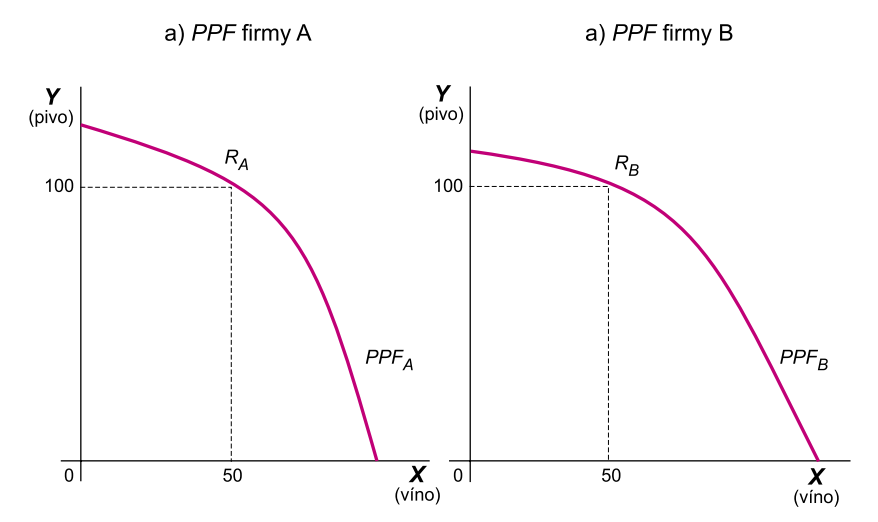 a) PPF firmy A
Y
(pivo)
R_A
100
PPF_A
0
50
X
(víno)
a) PPF firmy B
Y
(pivo)
R_B
100
PPF_B
0
50
X
(víno)